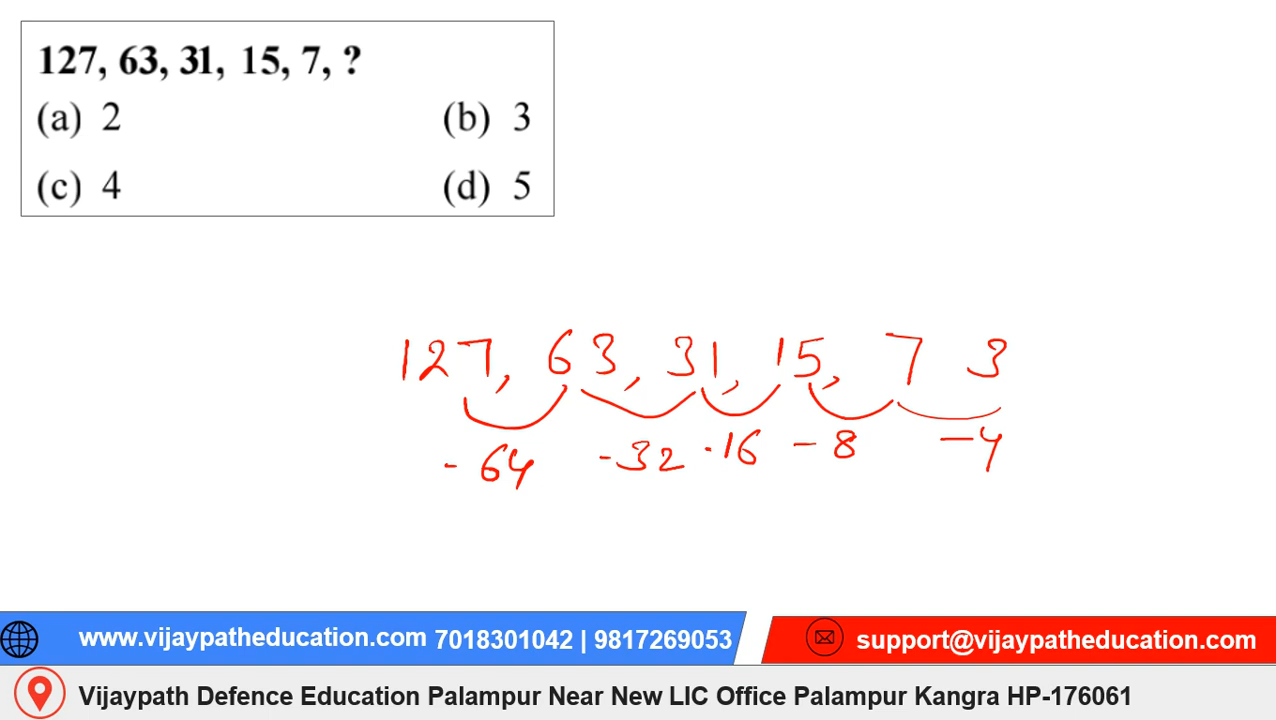 127, 63, 31, 15, 7, ?
(a) 2 (b) 3
(c) 4 (d) 5
127, 63, 31, 15, 7 3
-64 -32 -16 -8 -4
www.vijaypatheducation.com 7018301042 | 9817269053 support@vijaypatheducation.com
Vijaypath Defence Education Palampur Near New LIC Office Palampur Kangra HP-176061